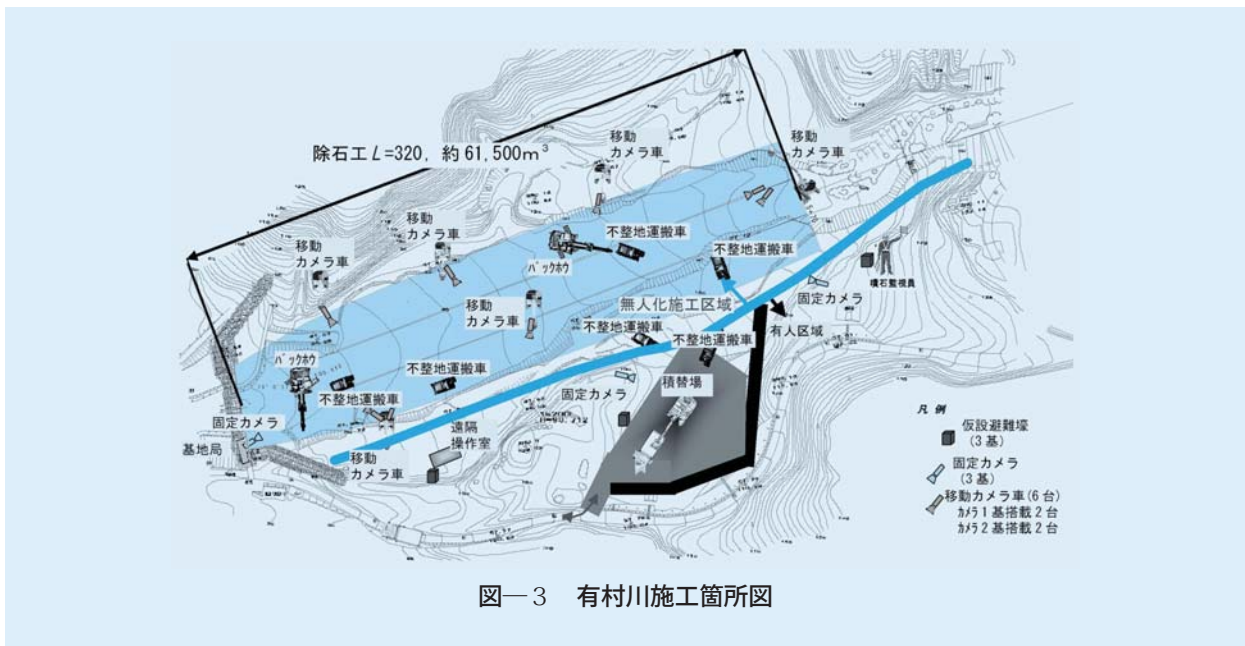 除石工L=320，約61,500m³
移動
カメラ車
移動
カメラ車
移動
カメラ車
移動
カメラ車
不整地運搬車
不整地運搬車
バックホウ
噴石監視員
移動
カメラ車
無人化施工区域
固定カメラ
不整地運搬車
有人区域
不整地運搬車
バックホウ
不整地運搬車
積替場
不整地運搬車
固定カメラ
固定カメラ
遠隔
操作室
基地局
移動
カメラ車
凡例
仮設避難壕
(3基)
固定カメラ
(3基)
移動カメラ車(6台)
カメラ1基搭載2台
カメラ2基搭載2台
図―3 有村川施工箇所図